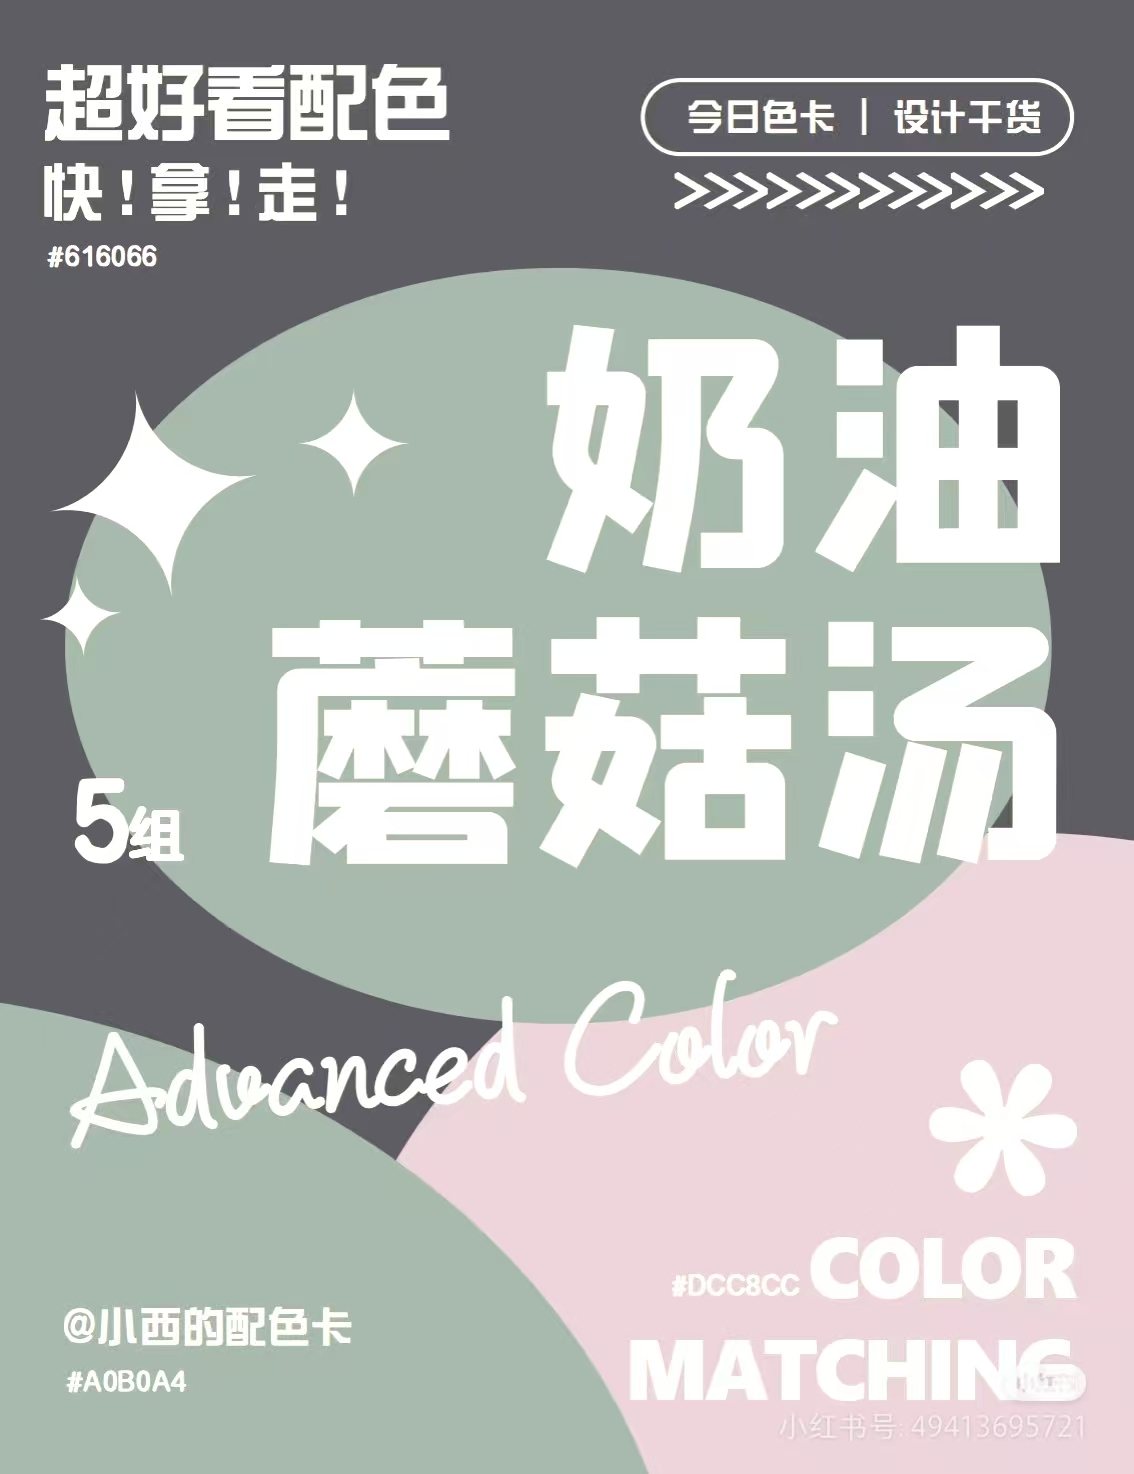 超好看配色
快！拿！走！
#616066
今日色卡 | 设计干货
奶油
蘑菇汤
5组
Advanced Color
#DCC8CC COLOR
MATCHING
@小西的配色卡
#A0B0A4
小红书号: 49413695721